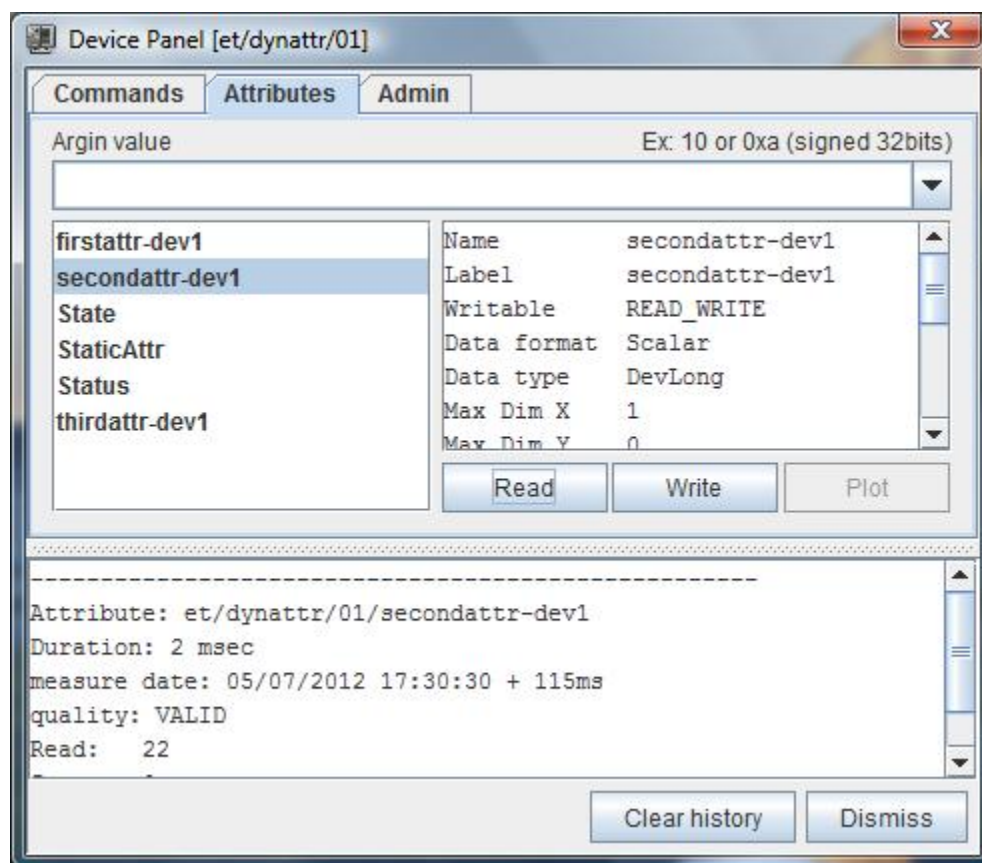 Device Panel [et/dynattr/01]
Commands Attributes Admin
Argin value Ex: 10 or 0xa (signed 32bits)
firstattr-dev1
secondattr-dev1
State
StaticAttr
Status
thirdattr-dev1
Name secondattr-dev1
Label secondattr-dev1
Writable READ_WRITE
Data format Scalar
Data type DevLong
Max Dim X 1
Max Dim Y 0
Read Write Plot
-----------------------------------------------------
Attribute: et/dynattr/01/secondattr-dev1
Duration: 2 msec
measure date: 05/07/2012 17:30:30 + 115ms
quality: VALID
Read: 22
Clear history Dismiss